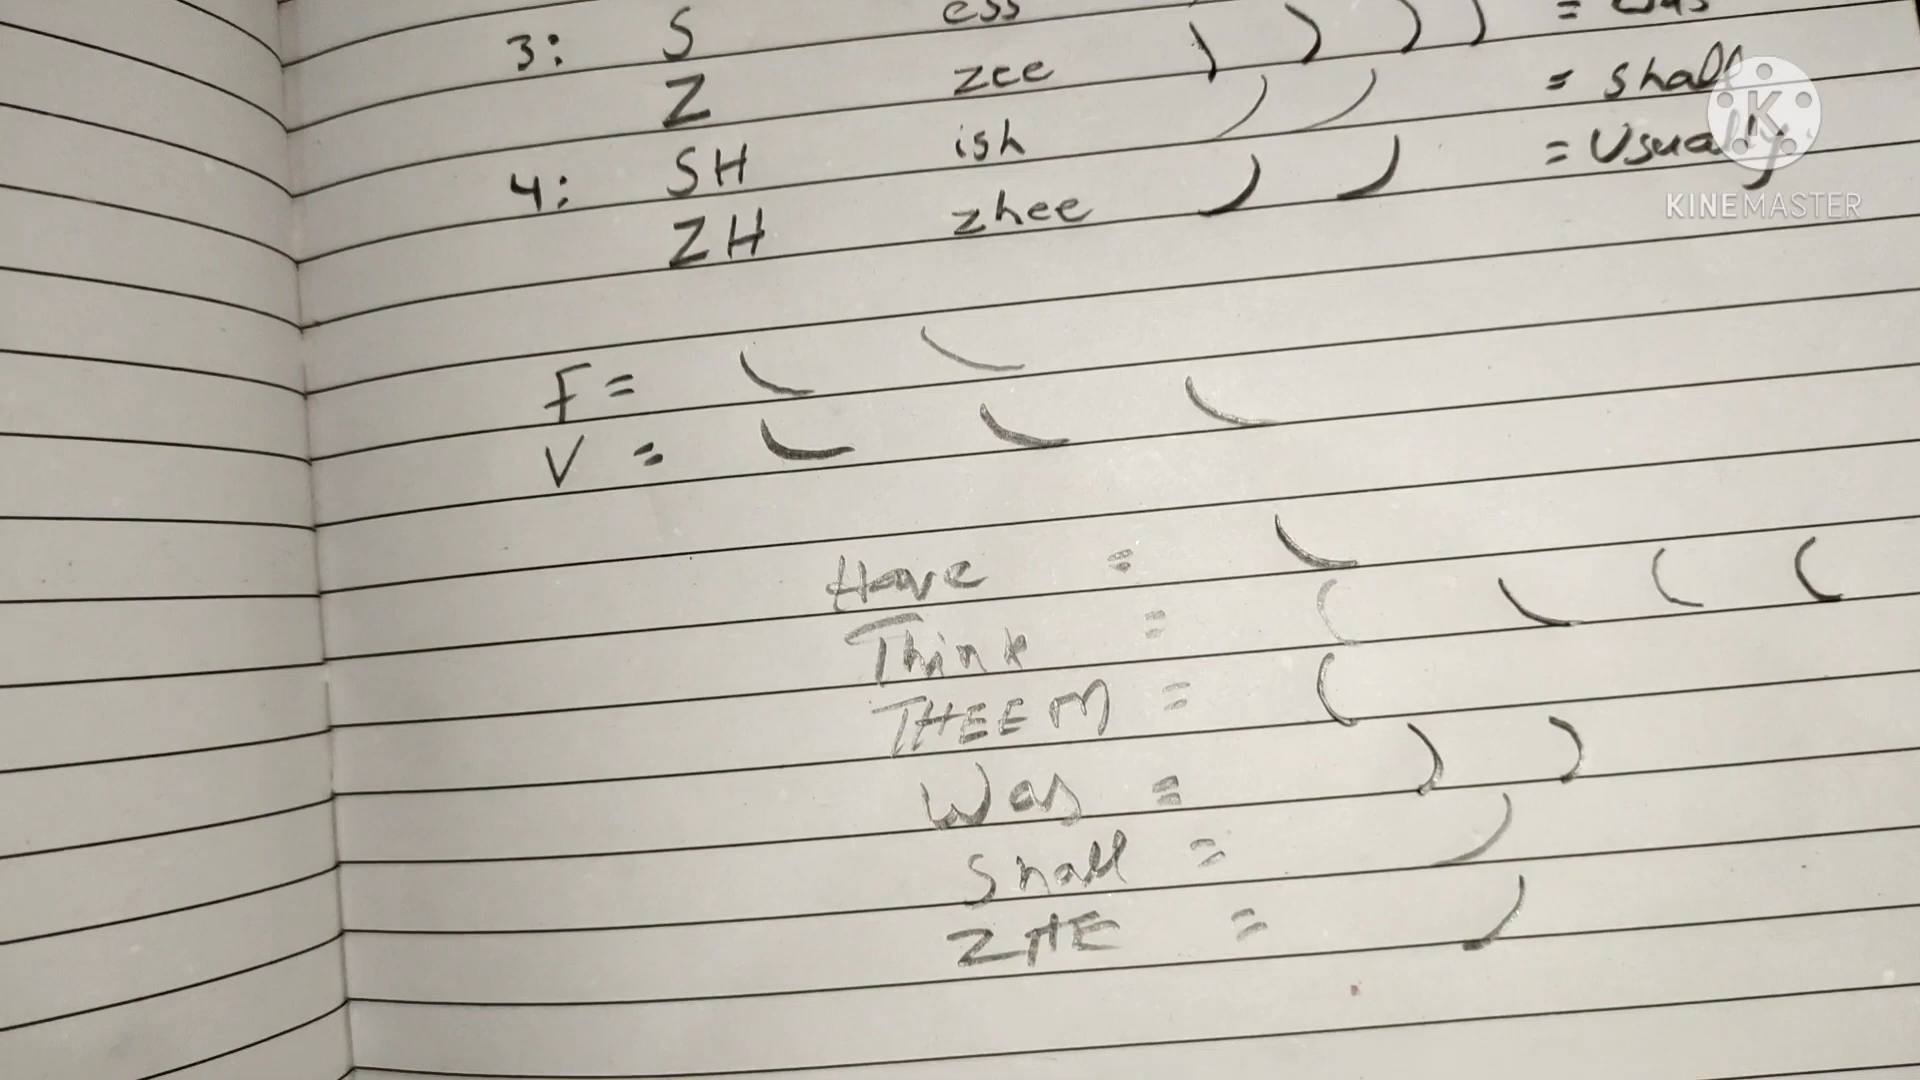 3: S ess
Z zee = was
SH ish = shall
4: ZH zhee = Usually
F =
V =
Have =
Think =
THEEM =
Was =
Shall =
ZHE =
K
KINEMASTER